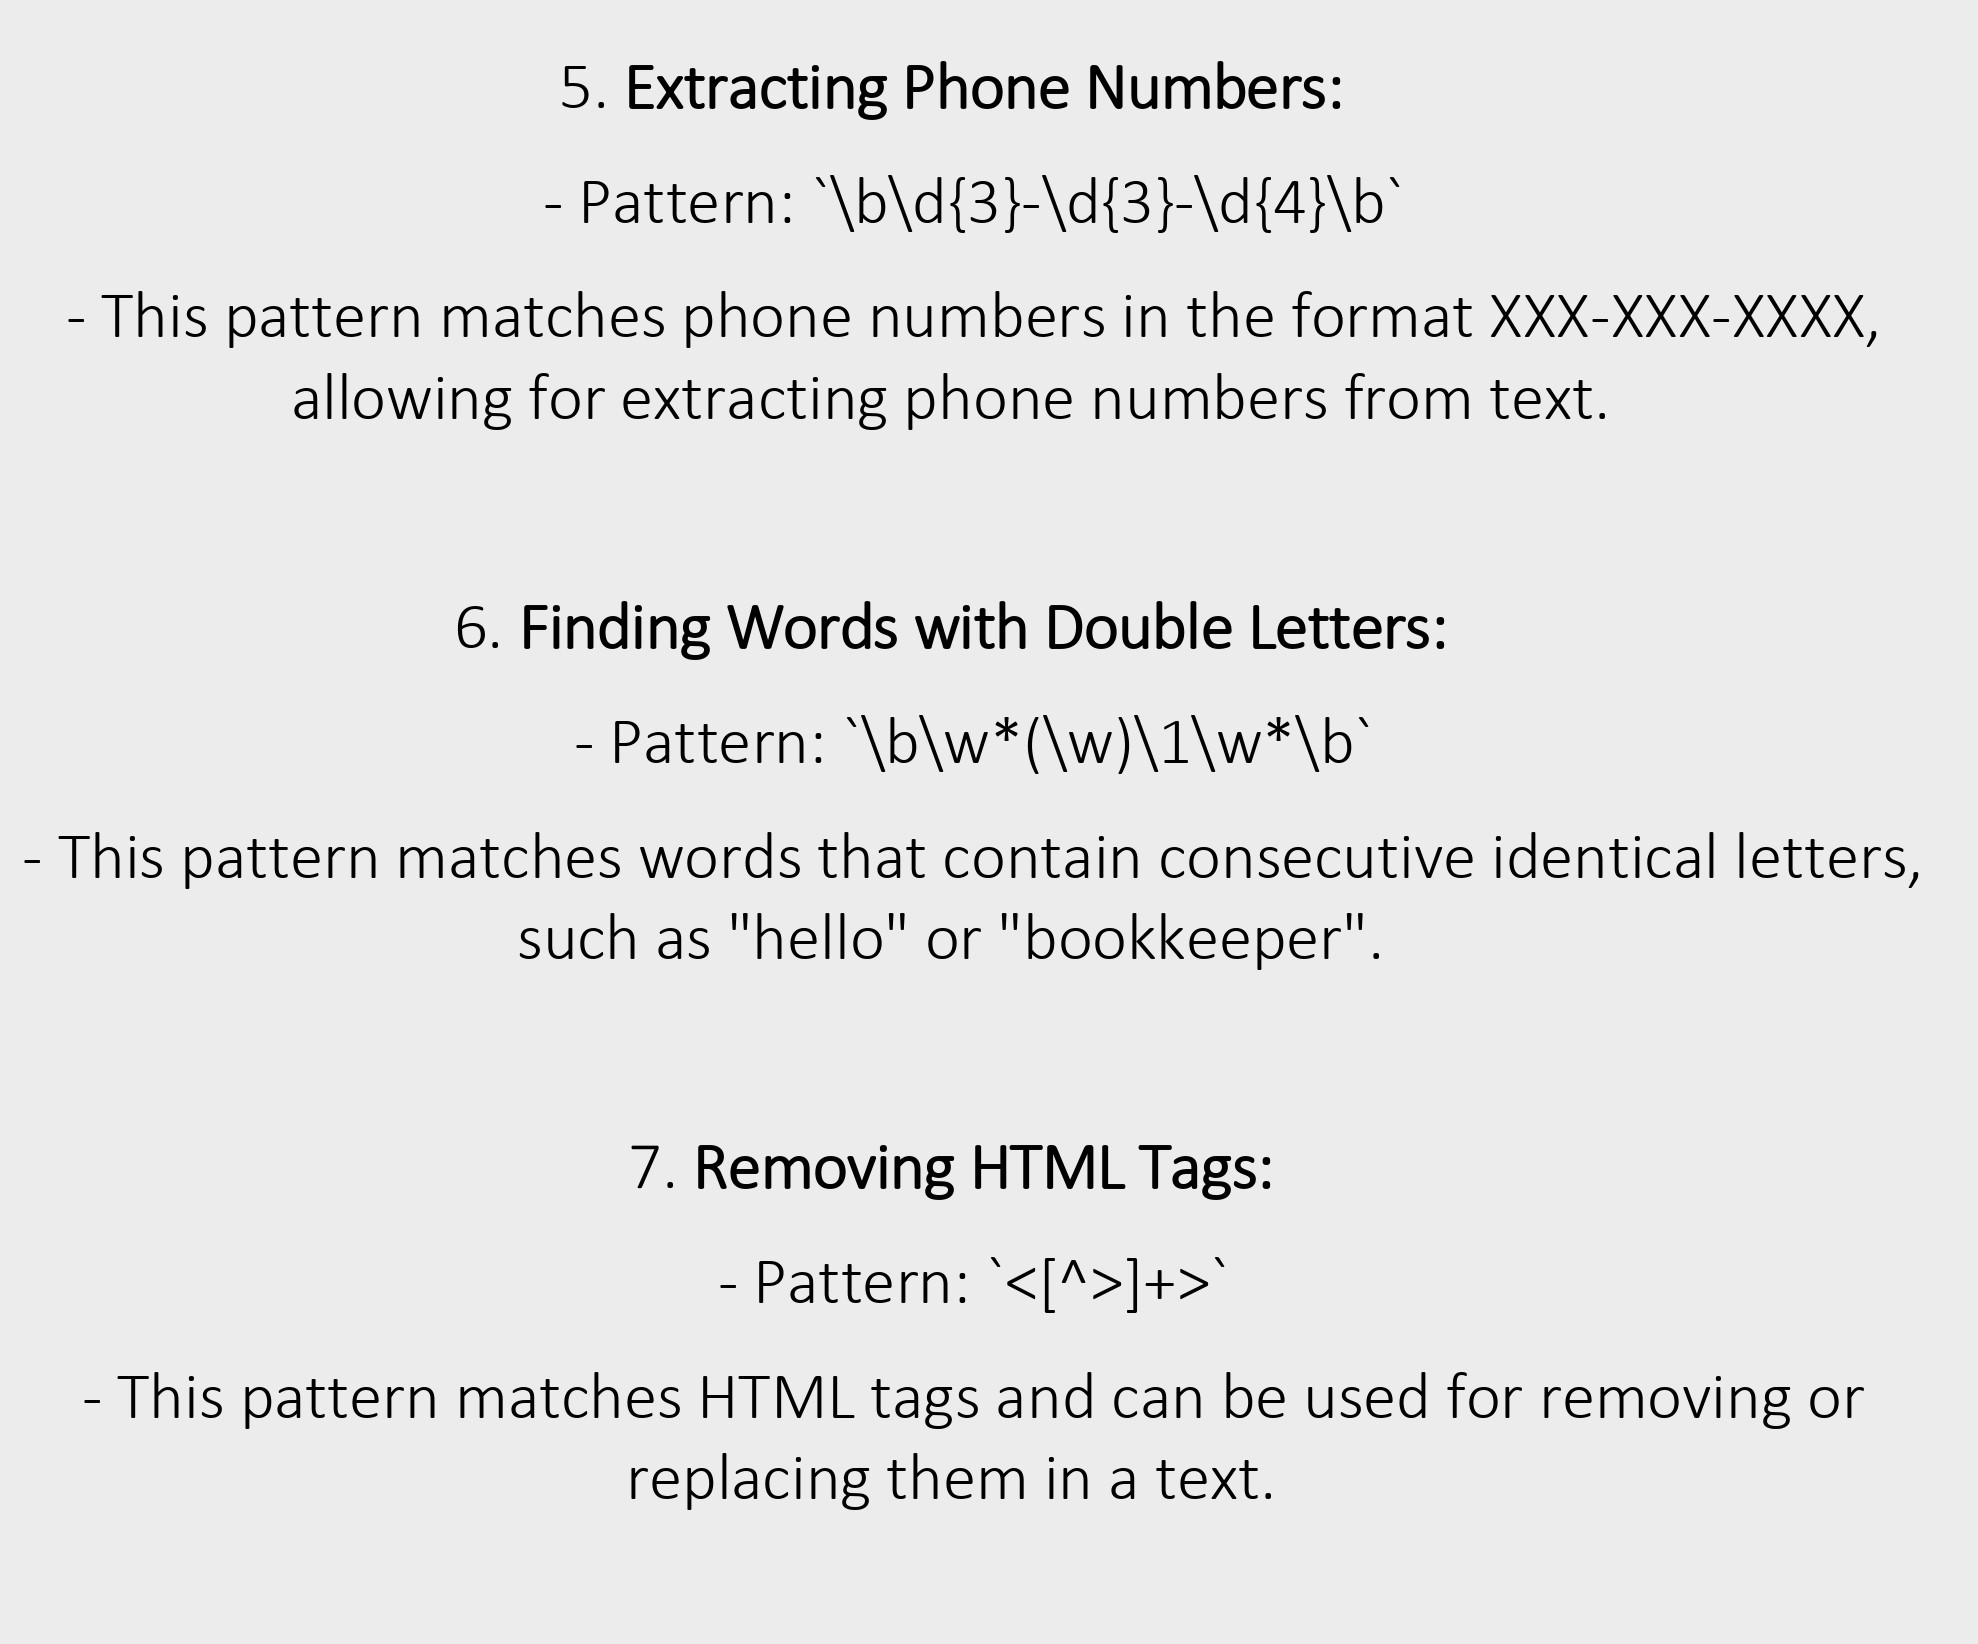 5. Extracting Phone Numbers:
- Pattern: `\b\d{3}-\d{3}-\d{4}\b`
- This pattern matches phone numbers in the format XXX-XXX-XXXX,
allowing for extracting phone numbers from text.
6. Finding Words with Double Letters:
- Pattern: `\b\w*(\w)\1\w*\b`
- This pattern matches words that contain consecutive identical letters,
such as "hello" or "bookkeeper".
7. Removing HTML Tags:
- Pattern: `<[^>]+>`
- This pattern matches HTML tags and can be used for removing or
replacing them in a text.